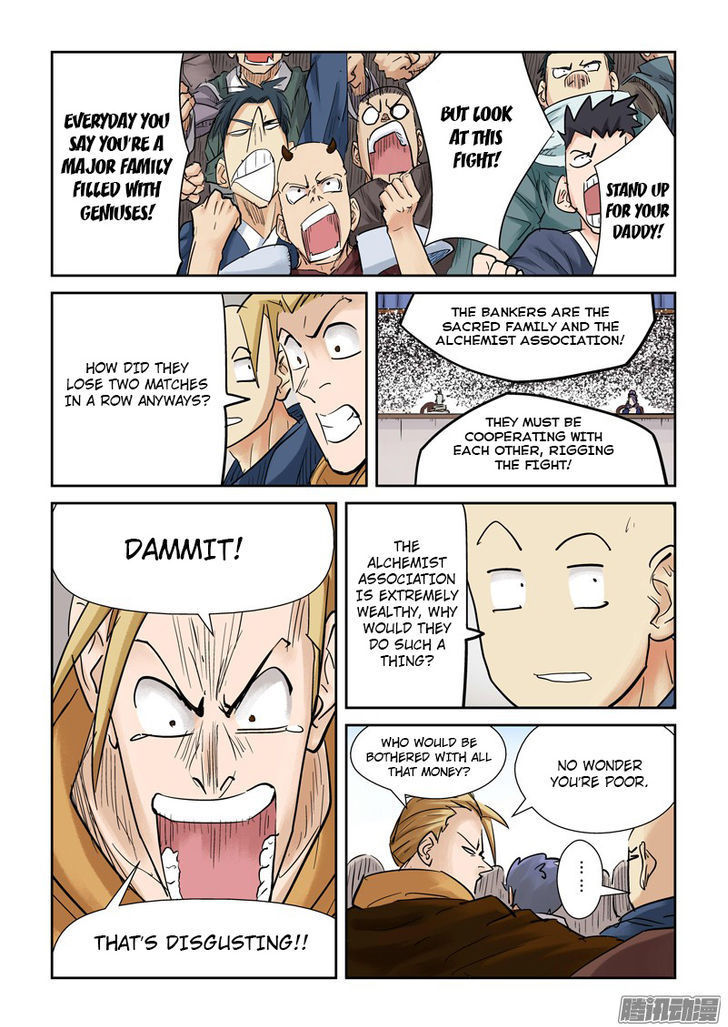 EVERYDAY YOU
SAY YOU'RE A
MAJOR FAMILY
FILLED WITH
GENIUSES!
BUT LOOK
AT THIS
FIGHT!
STAND UP
FOR YOUR
DADDY!
HOW DID THEY
LOSE TWO MATCHES
IN A ROW ANYWAYS?
THE BANKERS ARE THE
SACRED FAMILY AND THE
ALCHEMIST ASSOCIATION!
THEY MUST BE
COOPERATING WITH
EACH OTHER, RIGGING
THE FIGHT!
DAMMIT!
THAT'S DISGUSTING!!
THE
ALCHEMIST
ASSOCIATION
IS EXTREMELY
WEALTHY, WHY
WOULD THEY
DO SUCH A
THING?
WHO WOULD BE
BOTHERED WITH ALL
THAT MONEY?
NO WONDER
YOU'RE POOR.
......
腾讯动漫